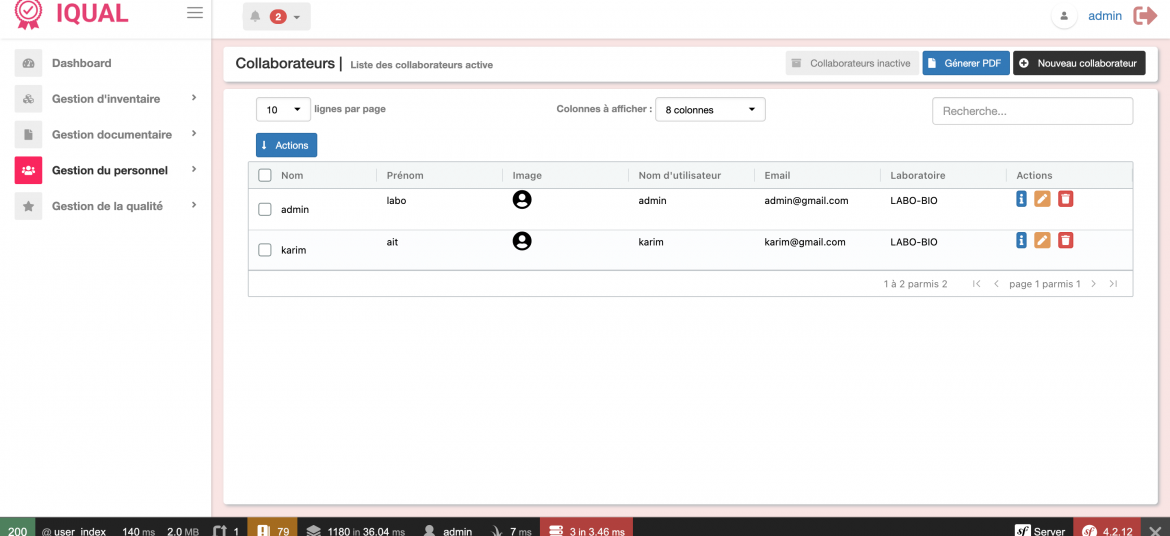 IQUAL
2
admin
Dashboard
Gestion d'inventaire
Gestion documentaire
Gestion du personnel
Gestion de la qualité
Collaborateurs | Liste des collaborateurs active
Collaborateurs inactive
Génerer PDF
Nouveau collaborateur
10 lignes par page
Colonnes à afficher : 8 colonnes
Recherche...
Actions
Nom Prénom Image Nom d'utilisateur Email Laboratoire Actions
admin labo admin admin@gmail.com LABO-BIO
karim ait karim karim@gmail.com LABO-BIO
1 à 2 parmis 2 page 1 parmis 1
200 @ user_index 140 ms 2.0 MB 1 79 1180 in 36.04 ms admin 7 ms 3 in 3.46 ms Server 4.2.12